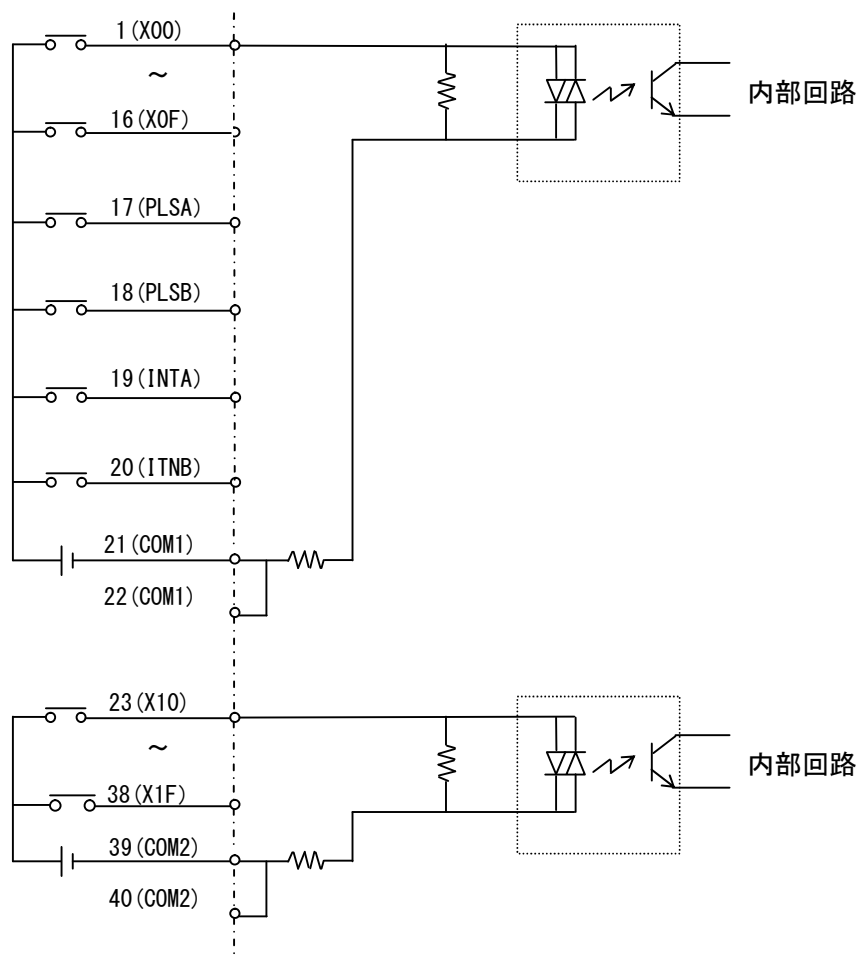 1(X00)
~
16(X0F)
内部回路
17(PLSA)
18(PLSB)
19(INTA)
20(ITNB)
21(COM1)
22(COM1)
23(X10)
~
38(X1F)
内部回路
39(COM2)
40(COM2)